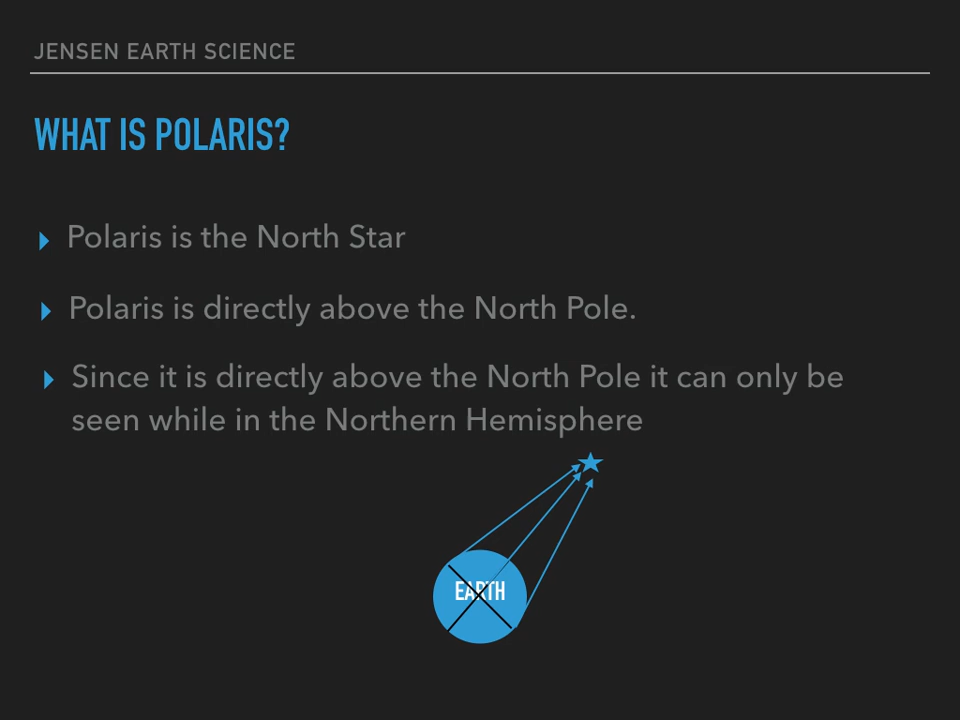 JENSEN EARTH SCIENCE
WHAT IS POLARIS?
Polaris is the North Star
Polaris is directly above the North Pole.
Since it is directly above the North Pole it can only be
seen while in the Northern Hemisphere
EARTH